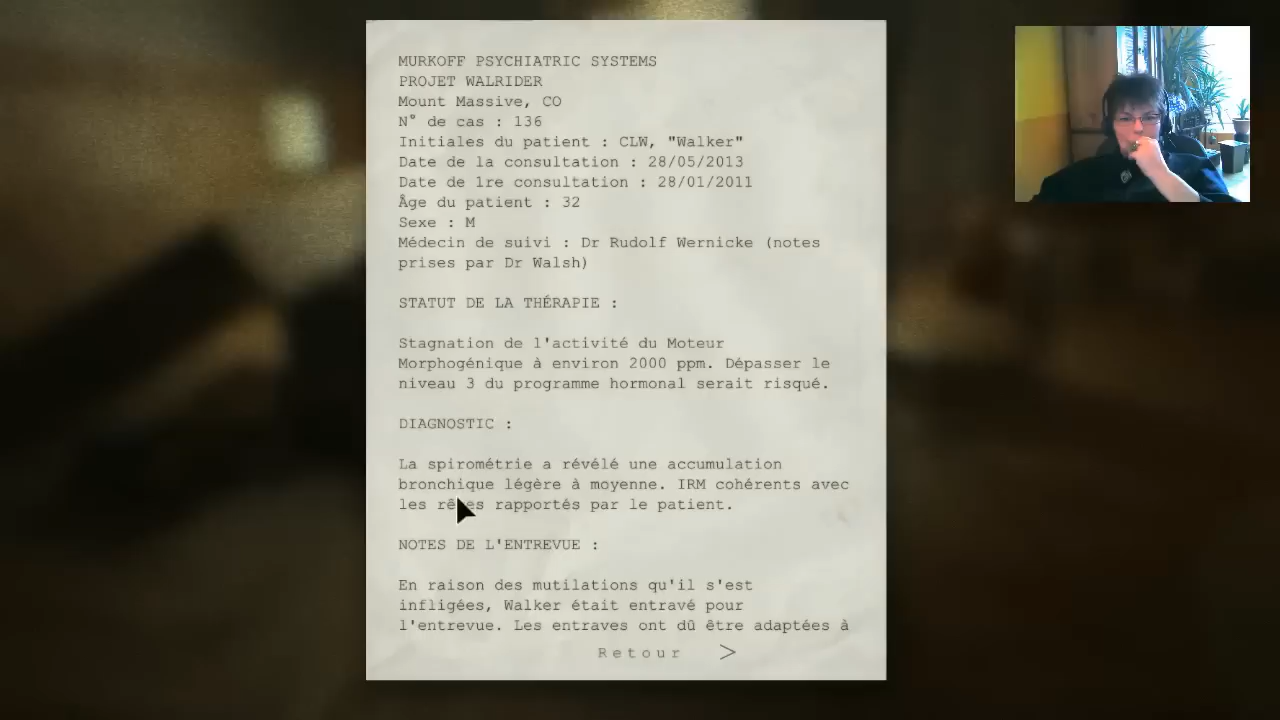 MURKOFF PSYCHIATRIC SYSTEMS
PROJET WALRIDER
Mount Massive, CO
N° de cas : 136
Initiales du patient : CLW, "Walker"
Date de la consultation : 28/05/2013
Date de 1re consultation : 28/01/2011
Âge du patient : 32
Sexe : M
Médecin de suivi : Dr Rudolf Wernicke (notes
prises par Dr Walsh)
STATUT DE LA THÉRAPIE :
Stagnation de l'activité du Moteur
Morphogénique à environ 2000 ppm. Dépasser le
niveau 3 du programme hormonal serait risqué.
DIAGNOSTIC :
La spirométrie a révélé une accumulation
bronchique légère à moyenne. IRM cohérents avec
les rêves rapportés par le patient.
NOTES DE L'ENTREVUE :
En raison des mutilations qu'il s'est
infligées, Walker était entravé pour
l'entrevue. Les entraves ont dû être adaptées à
Retour >